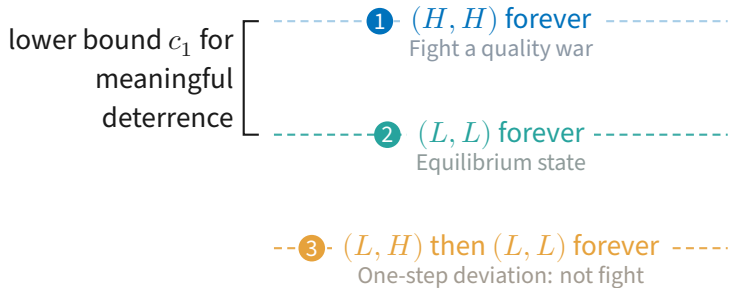 lower bound c₁ for
meaningful
deterrence
1 (H, H) forever
Fight a quality war
2 (L, L) forever
Equilibrium state
3 (L, H) then (L, L) forever
One-step deviation: not fight